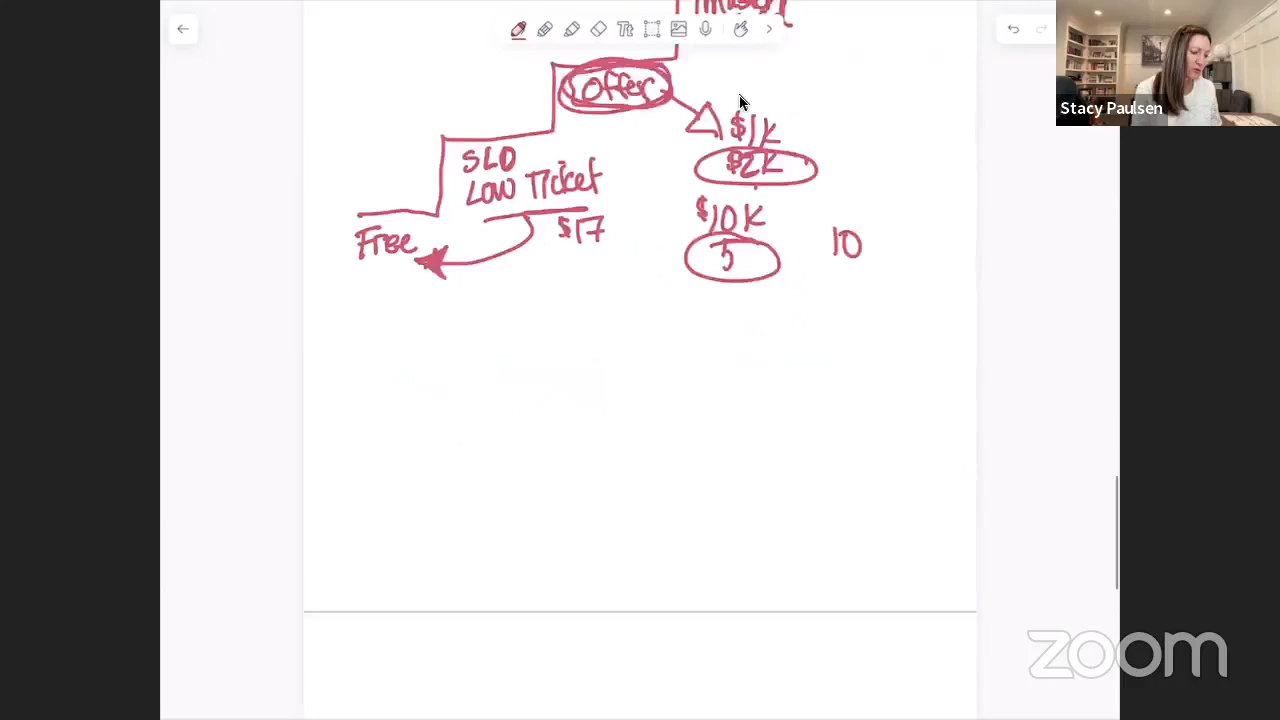 Offer
Stacy Paulsen
$1K
SLO
$2K
LOW Ticket
$10K
$17
Free
5
10
zoom